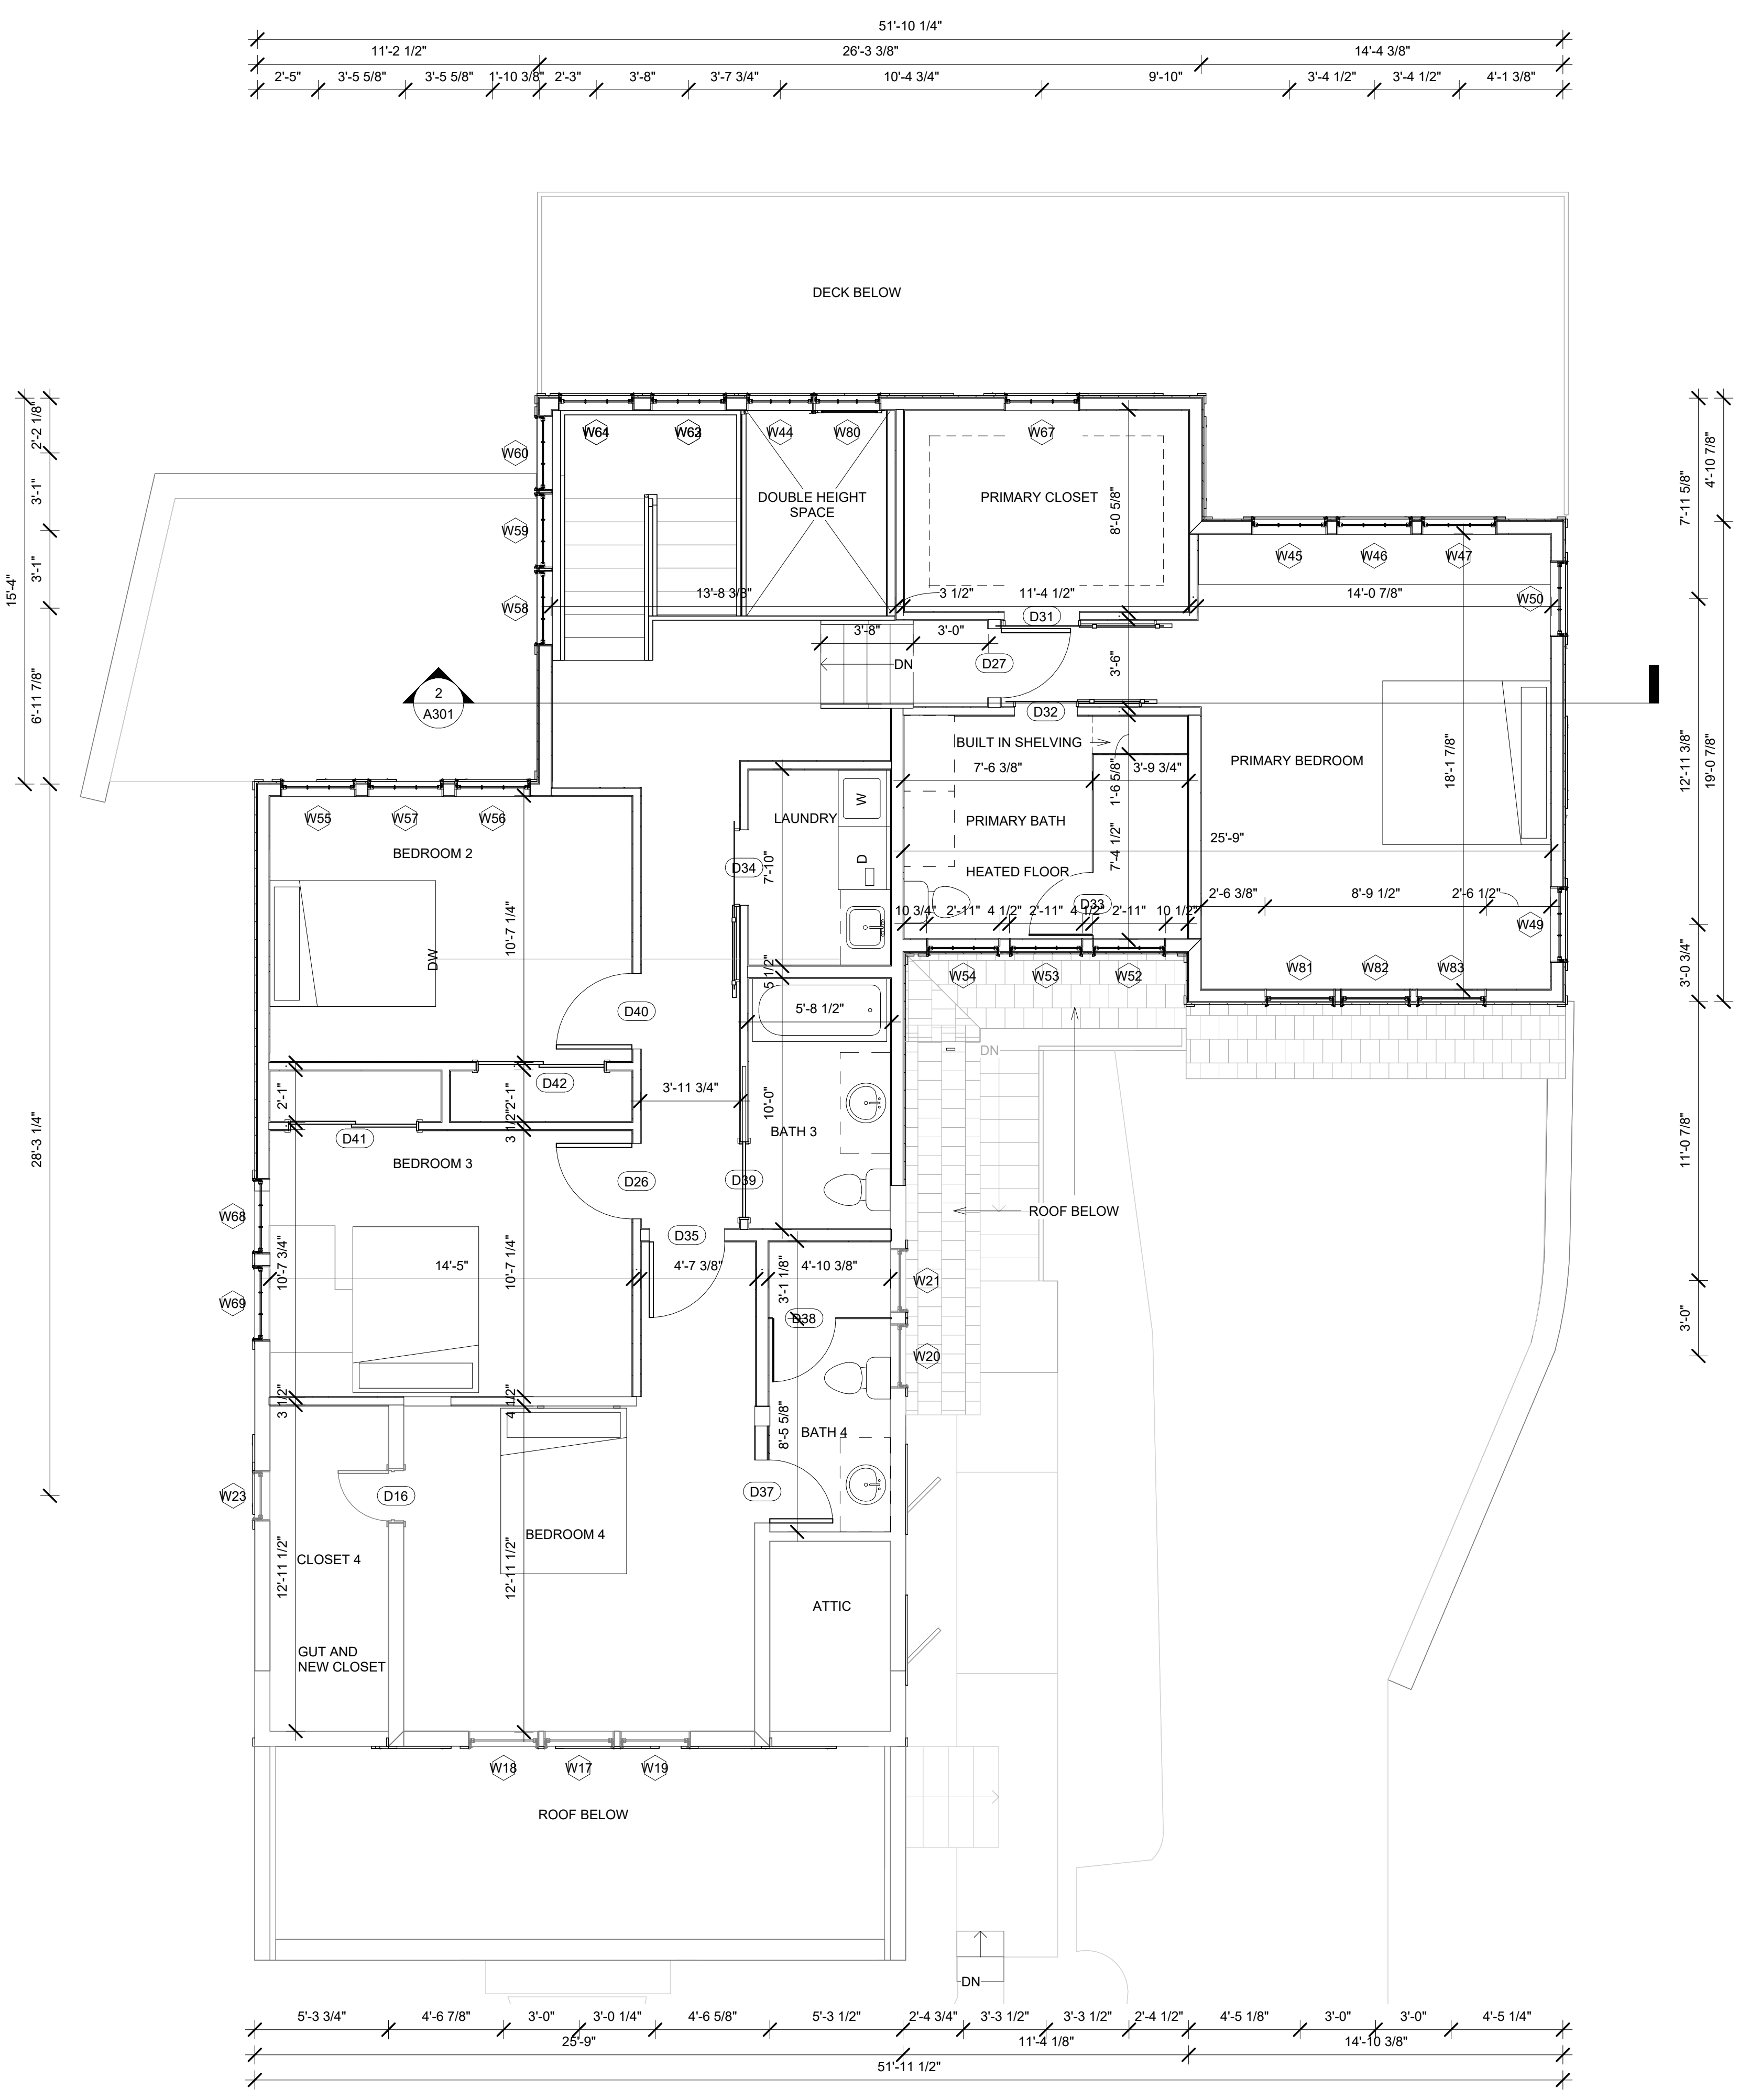 51'-10 1/4"
11'-2 1/2"
26'-3 3/8"
14'-4 3/8"
2'-5"
3'-5 5/8"
3'-5 5/8"
1'-10 3/8"
2'-3"
3'-8"
3'-7 3/4"
10'-4 3/4"
9'-10"
3'-4 1/2"
3'-4 1/2"
4'-1 3/8"
DECK BELOW
15'-4"
2'-2 1/8"
3'-1"
3'-1"
6'-11 7/8"
28'-3 1/4"
7'-11 5/8"
4'-10 7/8"
12'-11 3/8"
19'-0 7/8"
3'-0 3/4"
11'-0 7/8"
3'-0"
W60
W59
W58
W64
W62
W44
W80
W67
DOUBLE HEIGHT
SPACE
PRIMARY CLOSET
8'-0 5/8"
W45
W46
W47
W50
13'-8 3/8"
3 1/2"
11'-4 1/2"
14'-0 7/8"
D31
3'-8"
3'-0"
DN
D27
3'-6"
2
A301
D32
BUILT IN SHELVING
PRIMARY BEDROOM
18'-1 7/8"
7'-6 3/8"
1'-6 5/8"
3'-9 3/4"
W55
W57
W56
BEDROOM 2
LAUNDRY
W
D
D34
7'-10"
PRIMARY BATH
7'-4 1/2"
25'-9"
HEATED FLOOR
D33
10 3/4"
2'-11"
4 1/2"
2'-11"
4 1/2"
2'-11"
10 1/2"
2'-6 3/8"
8'-9 1/2"
2'-6 1/2"
W49
DW
10'-7 1/4"
5 1/2"
W54
W53
W52
W81
W82
W83
D40
5'-8 1/2"
DN
D42
2'-1"
2'-1"
3 1/2"
3'-11 3/4"
10'-0"
D41
BATH 3
BEDROOM 3
D26
D39
W68
W69
ROOF BELOW
D35
10'-7 3/4"
14'-5"
10'-7 1/4"
4'-7 3/8"
3'-1 1/8"
4'-10 3/8"
W21
D38
W20
3 1/2"
4 1/2"
8'-5 5/8"
BATH 4
W23
D16
D37
BEDROOM 4
CLOSET 4
12'-11 1/2"
12'-11 1/2"
ATTIC
GUT AND
NEW CLOSET
W18
W17
W19
ROOF BELOW
DN
5'-3 3/4"
4'-6 7/8"
3'-0"
3'-0 1/4"
4'-6 5/8"
5'-3 1/2"
2'-4 3/4"
3'-3 1/2"
3'-3 1/2"
2'-4 1/2"
4'-5 1/8"
3'-0"
3'-0"
4'-5 1/4"
25'-9"
11'-4 1/8"
14'-10 3/8"
51'-11 1/2"